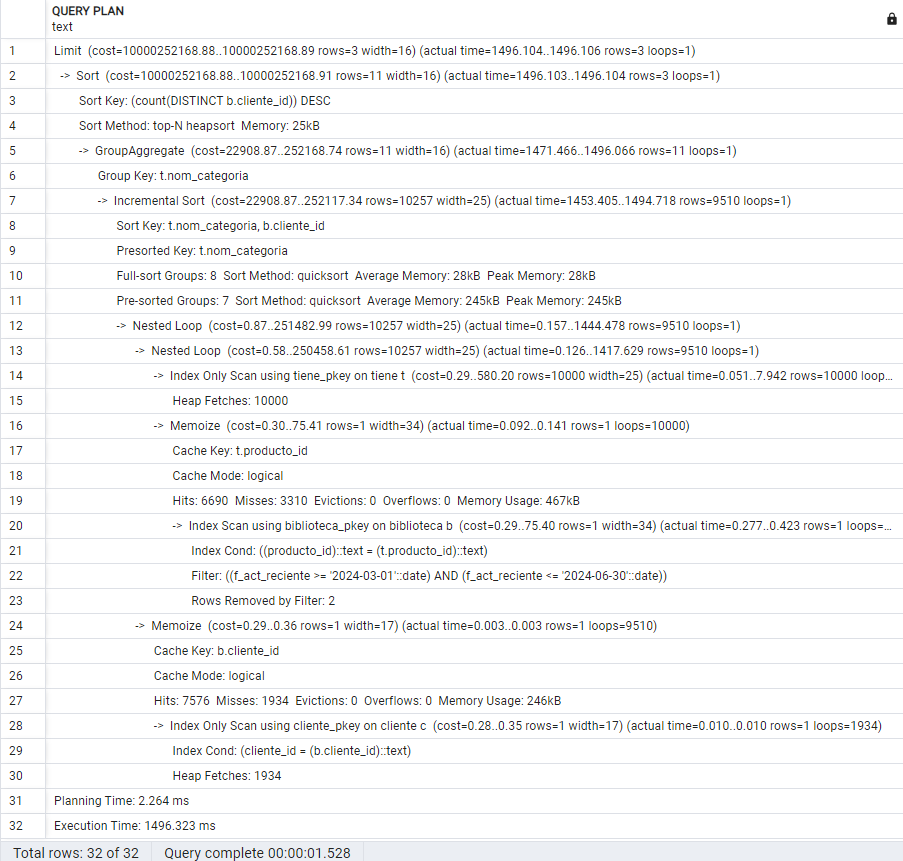 QUERY PLAN
text
1 Limit (cost=10000252168.88..10000252168.89 rows=3 width=16) (actual time=1496.104..1496.106 rows=3 loops=1)
2 -> Sort (cost=10000252168.88..10000252168.91 rows=11 width=16) (actual time=1496.103..1496.104 rows=3 loops=1)
3 Sort Key: (count(DISTINCT b.cliente_id)) DESC
4 Sort Method: top-N heapsort Memory: 25kB
5 -> GroupAggregate (cost=22908.87..252168.74 rows=11 width=16) (actual time=1471.466..1496.066 rows=11 loops=1)
6 Group Key: t.nom_categoria
7 -> Incremental Sort (cost=22908.87..252117.34 rows=10257 width=25) (actual time=1453.405..1494.718 rows=9510 loops=1)
8 Sort Key: t.nom_categoria, b.cliente_id
9 Presorted Key: t.nom_categoria
10 Full-sort Groups: 8 Sort Method: quicksort Average Memory: 28kB Peak Memory: 28kB
11 Pre-sorted Groups: 7 Sort Method: quicksort Average Memory: 245kB Peak Memory: 245kB
12 -> Nested Loop (cost=0.87..251482.99 rows=10257 width=25) (actual time=0.157..1444.478 rows=9510 loops=1)
13 -> Nested Loop (cost=0.58..250458.61 rows=10257 width=25) (actual time=0.126..1417.629 rows=9510 loops=1)
14 -> Index Only Scan using tiene_pkey on tiene t (cost=0.29..580.20 rows=10000 width=25) (actual time=0.051..7.942 rows=10000 loop...
15 Heap Fetches: 10000
16 -> Memoize (cost=0.30..75.41 rows=1 width=34) (actual time=0.092..0.141 rows=1 loops=10000)
17 Cache Key: t.producto_id
18 Cache Mode: logical
19 Hits: 6690 Misses: 3310 Evictions: 0 Overflows: 0 Memory Usage: 467kB
20 -> Index Scan using biblioteca_pkey on biblioteca b (cost=0.29..75.40 rows=1 width=34) (actual time=0.277..0.423 rows=1 loops=...
21 Index Cond: ((producto_id)::text = (t.producto_id)::text)
22 Filter: ((f_act_reciente >= '2024-03-01'::date) AND (f_act_reciente <= '2024-06-30'::date))
23 Rows Removed by Filter: 2
24 -> Memoize (cost=0.29..0.36 rows=1 width=17) (actual time=0.003..0.003 rows=1 loops=9510)
25 Cache Key: b.cliente_id
26 Cache Mode: logical
27 Hits: 7576 Misses: 1934 Evictions: 0 Overflows: 0 Memory Usage: 246kB
28 -> Index Only Scan using cliente_pkey on cliente c (cost=0.28..0.35 rows=1 width=17) (actual time=0.010..0.010 rows=1 loops=1934)
29 Index Cond: (cliente_id = (b.cliente_id)::text)
30 Heap Fetches: 1934
31 Planning Time: 2.264 ms
32 Execution Time: 1496.323 ms
Total rows: 32 of 32 Query complete 00:00:01.528